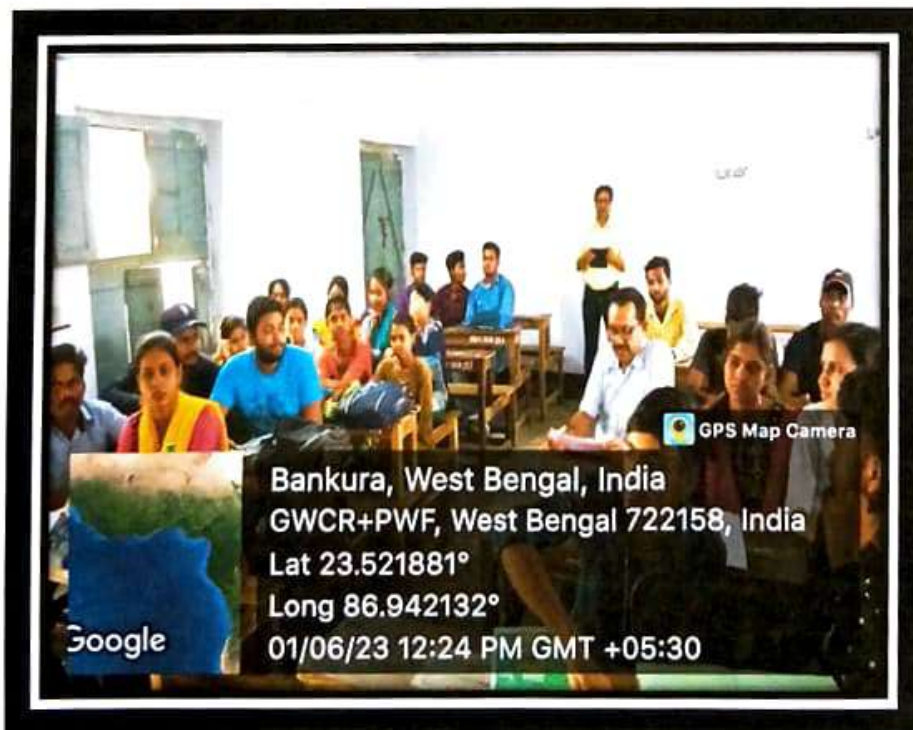 GPS Map Camera
Bankura, West Bengal, India
GWCR+PWF, West Bengal 722158, India
Lat 23.521881°
Long 86.942132°
01/06/23 12:24 PM GMT +05:30
Google